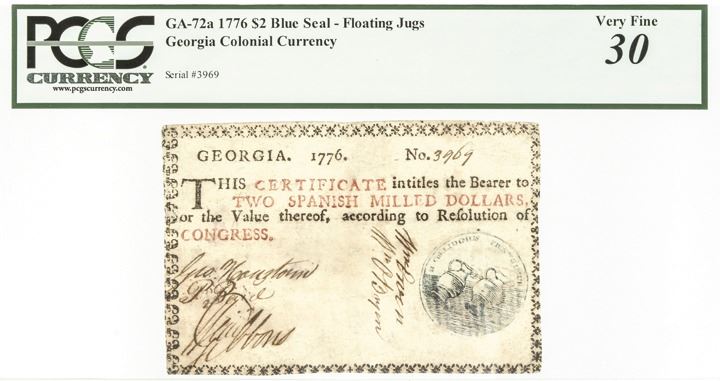 PCGS
CURRENCY
www.pcgscurrency.com
GA-72a 1776 $2 Blue Seal - Floating Jugs
Georgia Colonial Currency
Serial #3969
Very Fine
30
GEORGIA. 1776. No. 3969
THIS CERTIFICATE intitles the Bearer to
TWO SPANISH MILLED DOLLARS,
or the Value thereof, according to Reſolution of
CONGRESS.
Gibbons